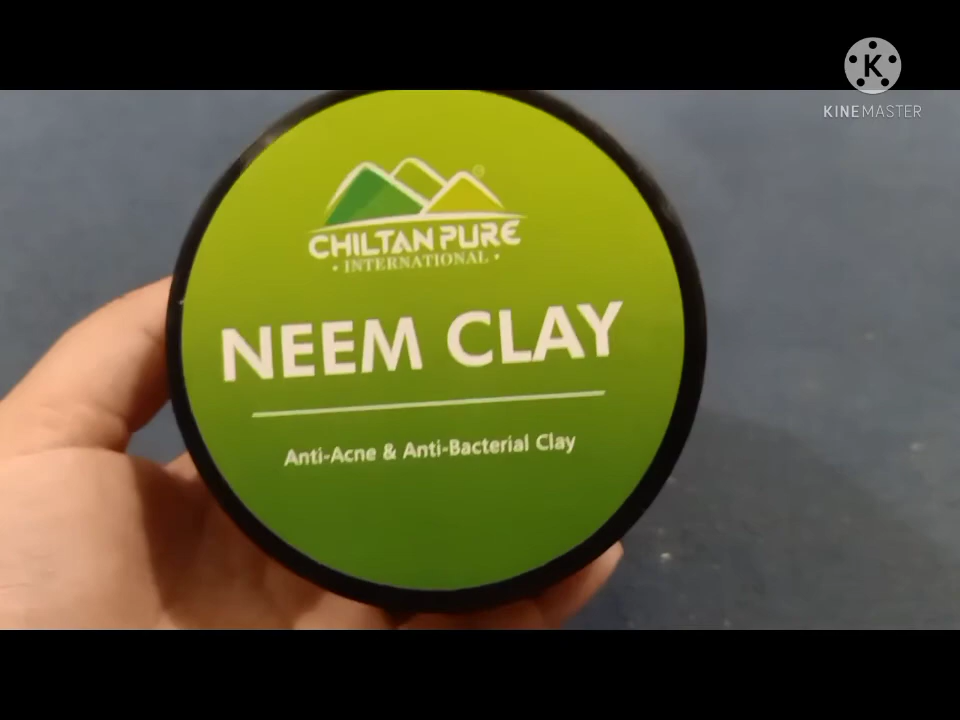 K
KINEMASTER
®
CHILTAN PURE
• INTERNATIONAL •
NEEM CLAY
Anti-Acne & Anti-Bacterial Clay